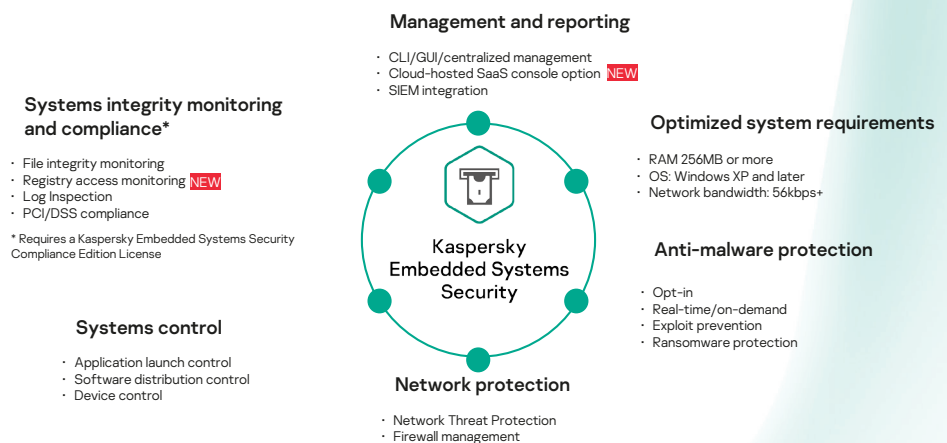 Management and reporting
· CLI/GUI/centralized management
· Cloud-hosted SaaS console option NEW
· SIEM integration
Systems integrity monitoring
and compliance*
· File integrity monitoring
· Registry access monitoring NEW
· Log Inspection
· PCI/DSS compliance
* Requires a Kaspersky Embedded Systems Security
Compliance Edition License
Optimized system requirements
· RAM 256MB or more
· OS: Windows XP and later
· Network bandwidth: 56kbps+
Kaspersky
Embedded Systems
Security
Anti-malware protection
· Opt-in
· Real-time/on-demand
· Exploit prevention
· Ransomware protection
Systems control
· Application launch control
· Software distribution control
· Device control
Network protection
· Network Threat Protection
· Firewall management